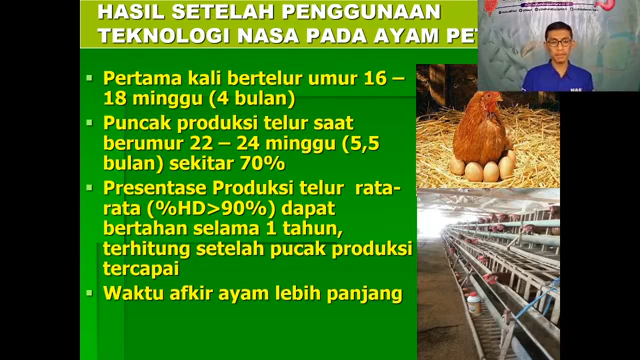 HASIL SETELAH PENGGUNAAN
TEKNOLOGI NASA PADA AYAM PET
▪ Pertama kali bertelur umur 16 –
18 minggu (4 bulan)
▪ Puncak produksi telur saat
berumur 22 – 24 minggu (5,5
bulan) sekitar 70%
▪ Presentase Produksi telur rata-
rata (%HD>90%) dapat
bertahan selama 1 tahun,
terhitung setelah pucak produksi
tercapai
▪ Waktu afkir ayam lebih panjang